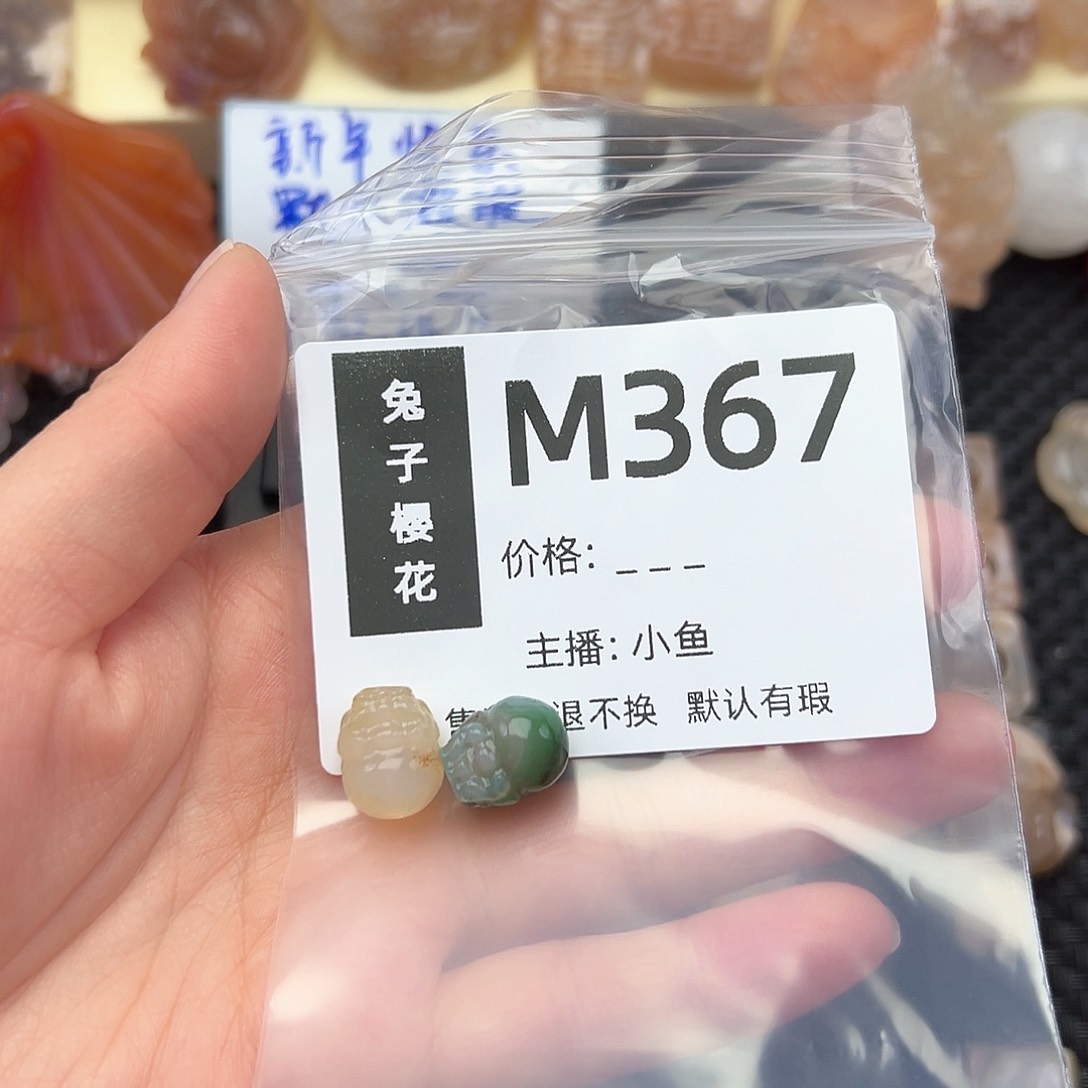 新年
兔子樱花
M367
价格: _ _ _
主播: 小鱼
售 退不换 默认有瑕